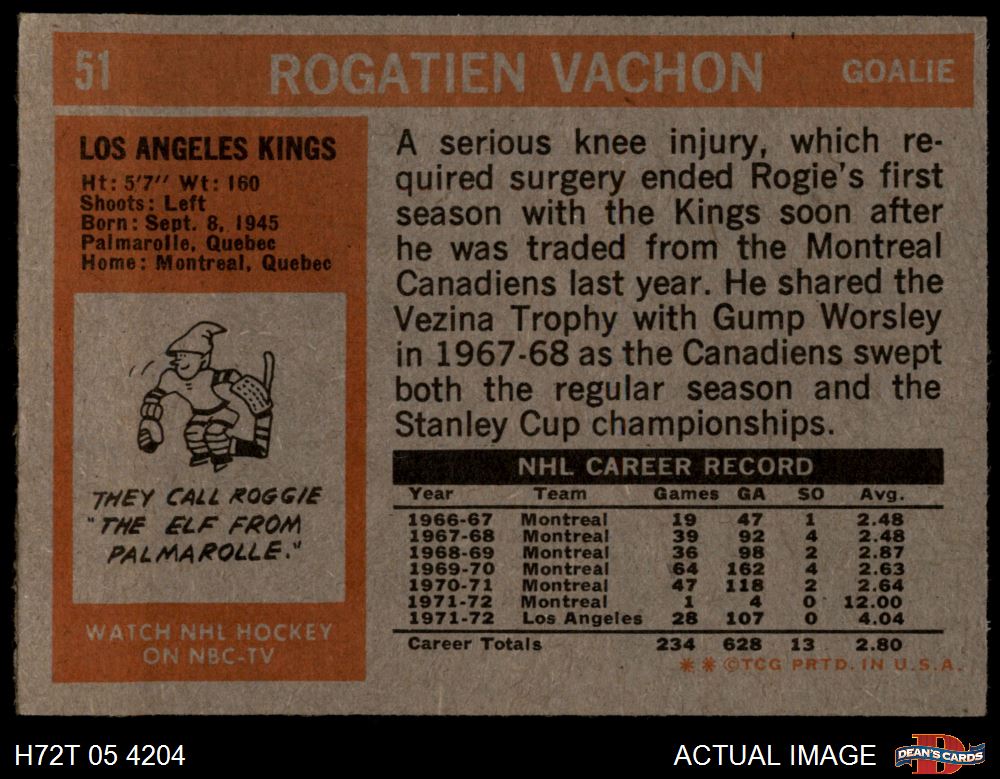 51 ROGATIEN VACHON GOALIE
LOS ANGELES KINGS
Ht: 5'7" Wt: 160
Shoots: Left
Born: Sept. 8, 1945
Palmarolle, Quebec
Home: Montreal, Quebec
THEY CALL ROGGIE
"THE ELF FROM
PALMAROLLE."
WATCH NHL HOCKEY
ON NBC-TV
A serious knee injury, which re-
quired surgery ended Rogie's first
season with the Kings soon after
he was traded from the Montreal
Canadiens last year. He shared the
Vezina Trophy with Gump Worsley
in 1967-68 as the Canadiens swept
both the regular season and the
Stanley Cup championships.
NHL CAREER RECORD
Year Team Games GA SO Avg.
1966-67 Montreal 19 47 1 2.48
1967-68 Montreal 39 92 4 2.48
1968-69 Montreal 36 98 2 2.87
1969-70 Montreal 64 162 4 2.63
1970-71 Montreal 47 118 2 2.64
1971-72 Montreal 1 4 0 12.00
1971-72 Los Angeles 28 107 0 4.04
Career Totals 234 628 13 2.80
* * ©TCG PRTD. IN U.S.A.
H72T 05 4204 ACTUAL IMAGE DEAN'S CARDS